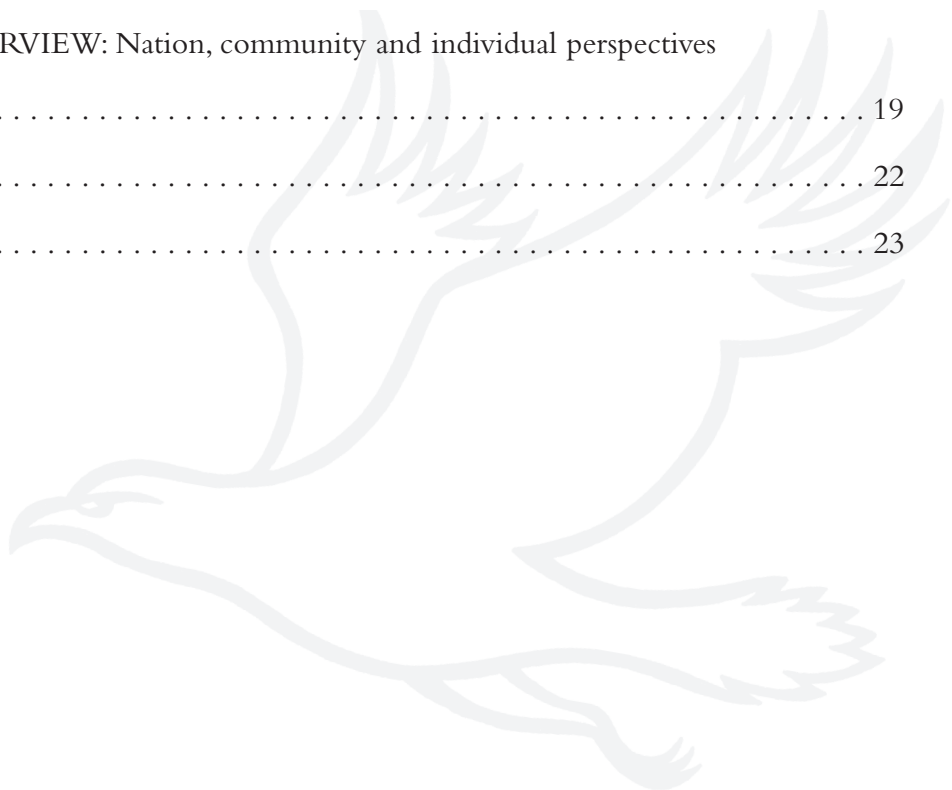 RVIEW: Nation, community and individual perspectives
. . . . . . . . . . . . . . . . . . . . . . . . . . . . . . . . . . . . . . . . . . . . . . . . . . . . 19
. . . . . . . . . . . . . . . . . . . . . . . . . . . . . . . . . . . . . . . . . . . . . . . . . . . . 22
. . . . . . . . . . . . . . . . . . . . . . . . . . . . . . . . . . . . . . . . . . . . . . . . . . . . 23